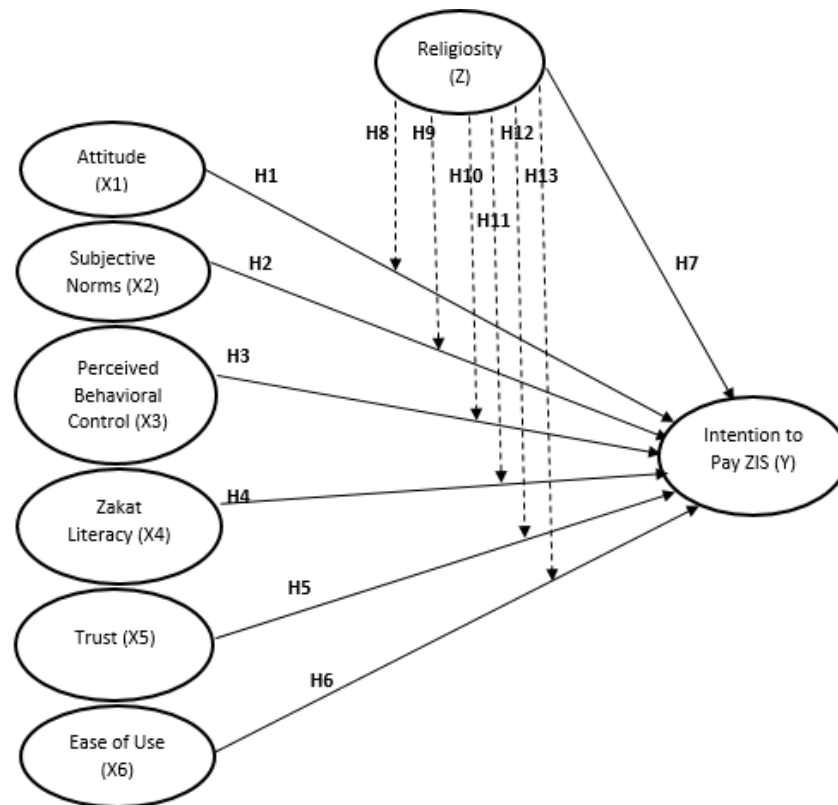 Religiosity
(Z)
H8
H9
H12
H10
H13
H11
Attitude
(X1)
H1
Subjective
Norms (X2)
H2
H7
Perceived
Behavioral
Control (X3)
H3
Intention to
Pay ZIS (Y)
Zakat
Literacy (X4)
H4
Trust (X5)
H5
Ease of Use
(X6)
H6